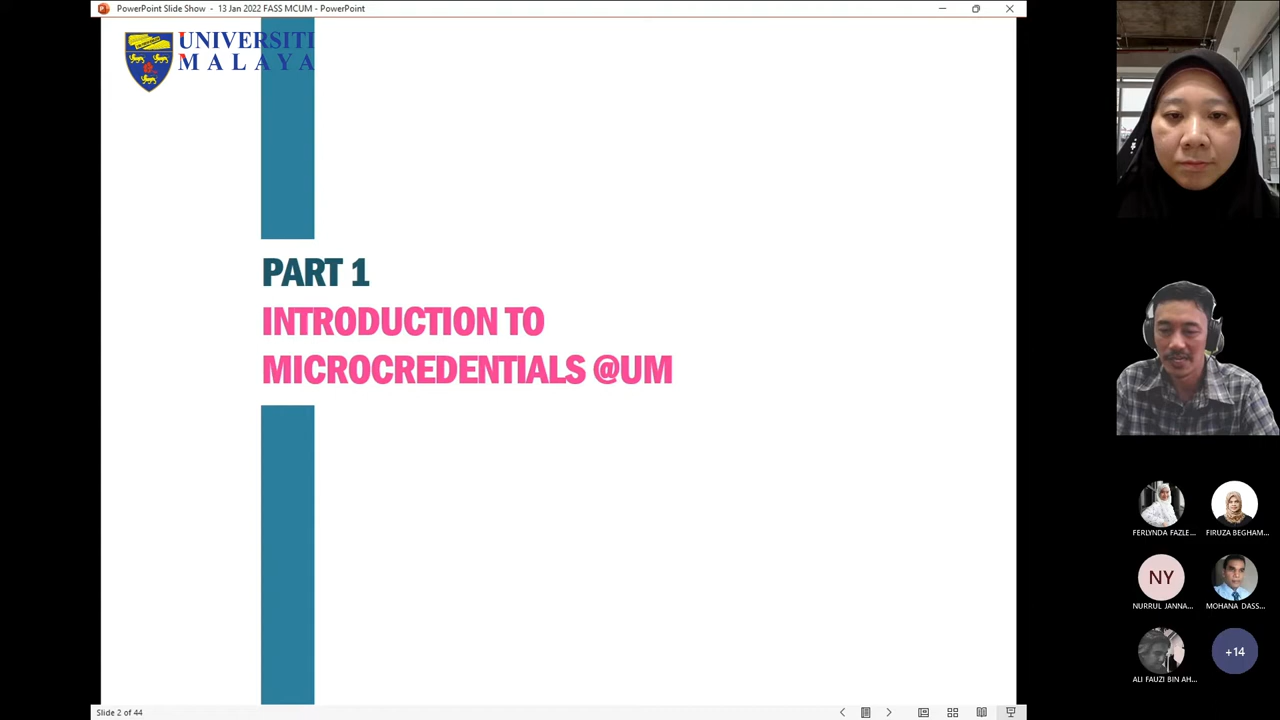 PowerPoint Slide Show - 13 Jan 2022 FASS MCUM - PowerPoint
UNIVERSITI
MALAYA
PART 1
INTRODUCTION TO
MICROCREDENTIALS @UM
FERLYNDA FAZLE...
FIRUZA BEGHAM...
NY
NURRUL JANNA...
MOHANA DASS...
ALI FAUZI BIN AH...
+14
Slide 2 of 44